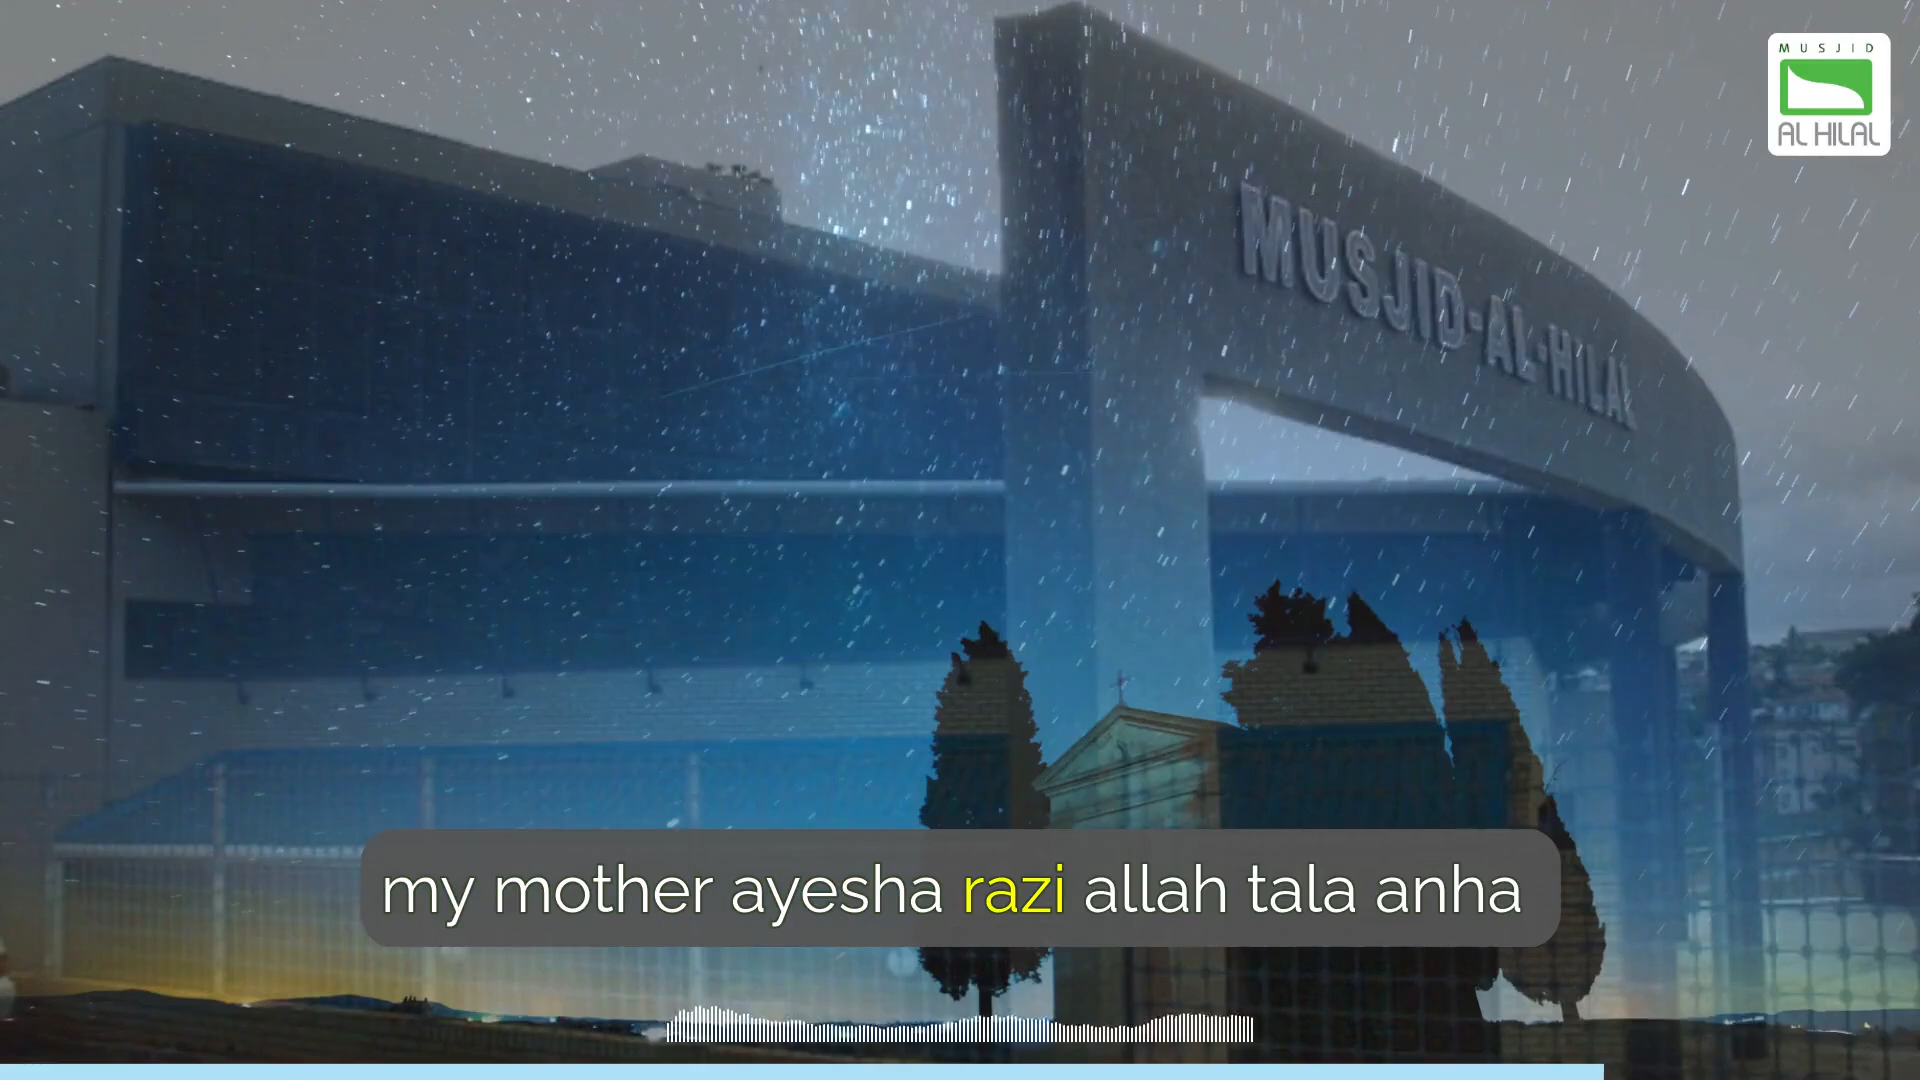 MUSJID
AL HILAL
MUSJID-AL-HILAL
my mother ayesha razi allah tala anha